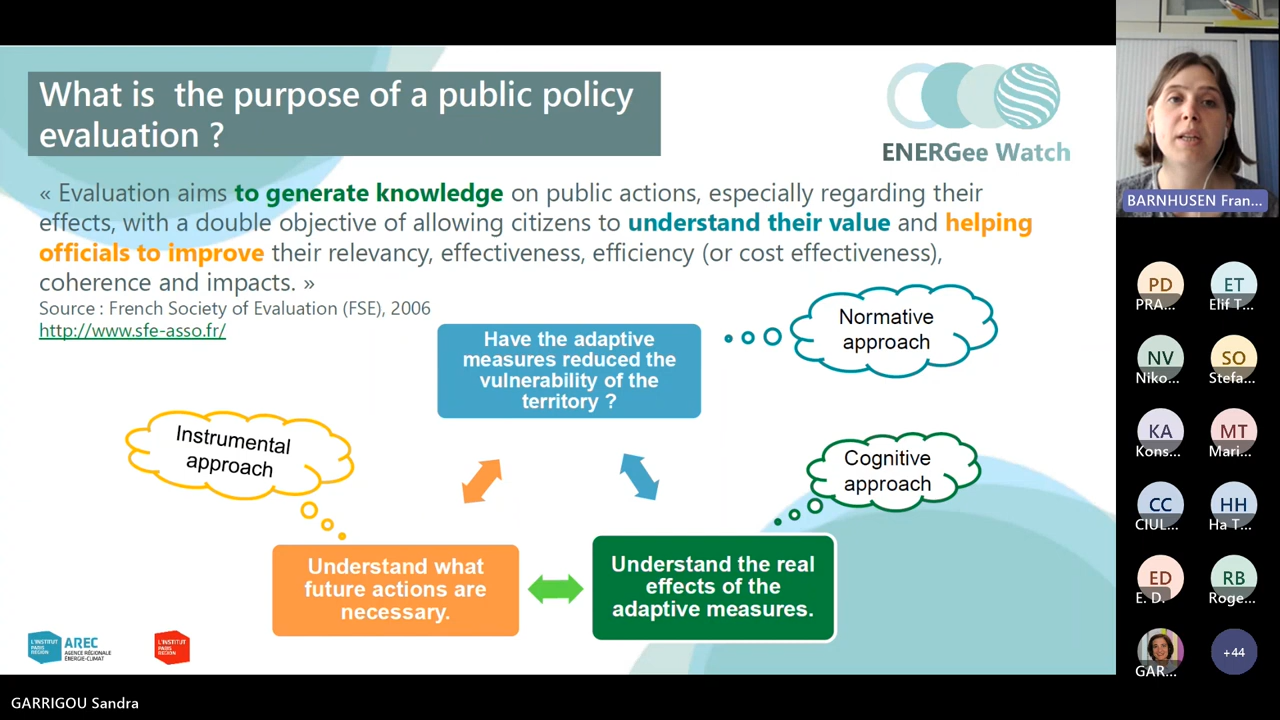 What is  the purpose of a public policy
evaluation ?
ENERGee Watch
« Evaluation aims to generate knowledge on public actions, especially regarding their
effects, with a double objective of allowing citizens to understand their value and helping
officials to improve their relevancy, effectiveness, efficiency (or cost effectiveness),
coherence and impacts. »
Source : French Society of Evaluation (FSE), 2006
http://www.sfe-asso.fr/
Have the adaptive
measures reduced the
vulnerability of the
territory ?
Normative
approach
Instrumental
approach
Cognitive
approach
Understand what
future actions are
necessary.
Understand the real
effects of the
adaptive measures.
L'INSTITUT
PARIS
REGION
AREC
AGENCE RÉGIONALE
ÉNERGIE-CLIMAT
L'INSTITUT
PARIS
REGION
GARRIGOU Sandra
BARNHUSEN Fran...
PD
PRA...
ET
Elif T...
NV
Niko...
SO
Stefa...
KA
Kons...
MT
Mari...
CC
CIUL...
HH
Ha T...
ED
E. D.
RB
Roge...
GAR...
+44